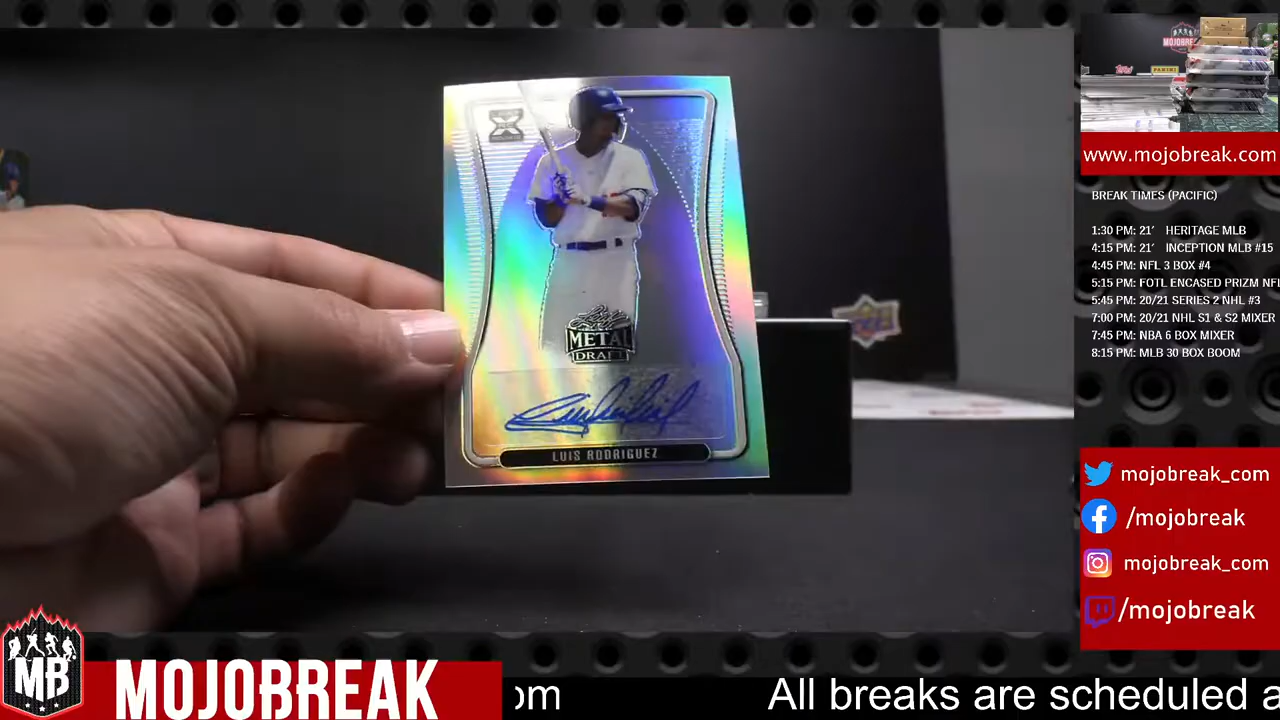 METAL
DRAFT
LUIS RODRIGUEZ
www.mojobreak.com
BREAK TIMES (PACIFIC)
1:30 PM: 21' HERITAGE MLB
4:15 PM: 21' INCEPTION MLB #15
4:45 PM: NFL 3 BOX #4
5:15 PM: FOTL ENCASED PRIZM NFL
5:45 PM: 20/21 SERIES 2 NHL #3
7:00 PM: 20/21 NHL S1 & S2 MIXER
7:45 PM: NBA 6 BOX MIXER
8:15 PM: MLB 30 BOX BOOM
mojobreak_com
/mojobreak
mojobreak_com
/mojobreak
MB
MOJOBREAK
om
All breaks are scheduled a